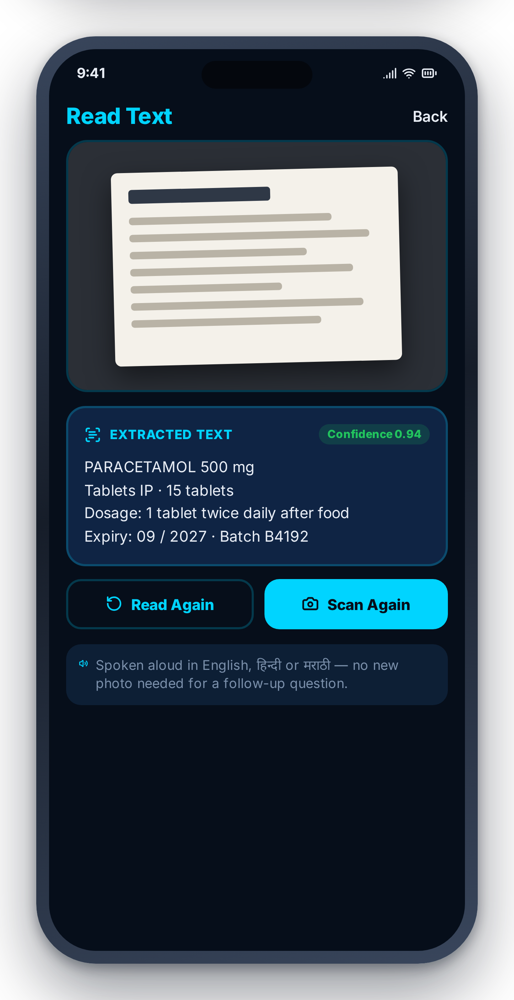 9:41
Read Text
Back
EXTRACTED TEXT
Confidence 0.94
PARACETAMOL 500 mg
Tablets IP · 15 tablets
Dosage: 1 tablet twice daily after food
Expiry: 09 / 2027 · Batch B4192
Read Again
Scan Again
Spoken aloud in English, हिन्दी or मराठी — no new
photo needed for a follow-up question.